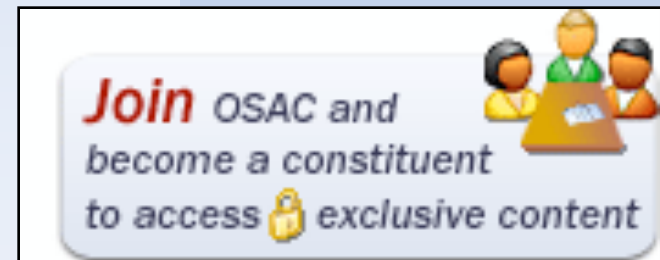 Join OSAC and
become a constituent
to access exclusive content